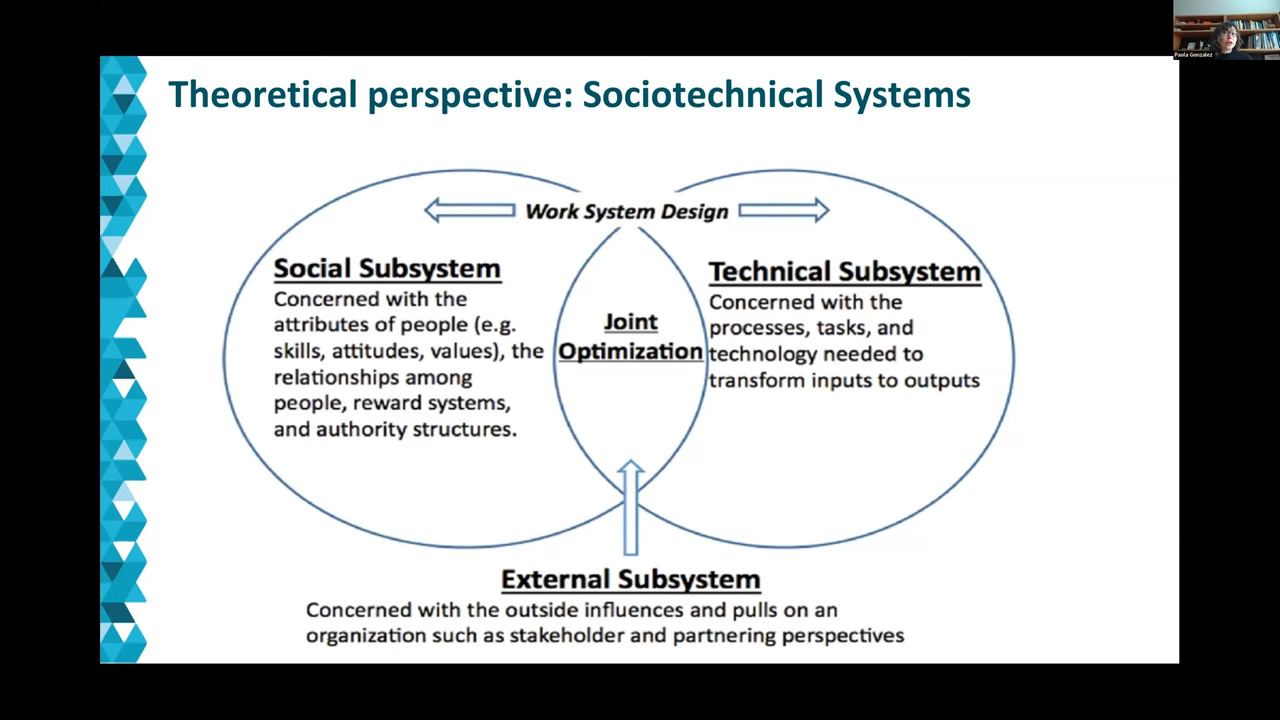 Paola Gonzalez
Theoretical perspective: Sociotechnical Systems
Work System Design
Social Subsystem
Concerned with the
attributes of people (e.g.
skills, attitudes, values), the
relationships among
people, reward systems,
and authority structures.
Joint
Optimization
Technical Subsystem
Concerned with the
processes, tasks, and
technology needed to
transform inputs to outputs
External Subsystem
Concerned with the outside influences and pulls on an
organization such as stakeholder and partnering perspectives